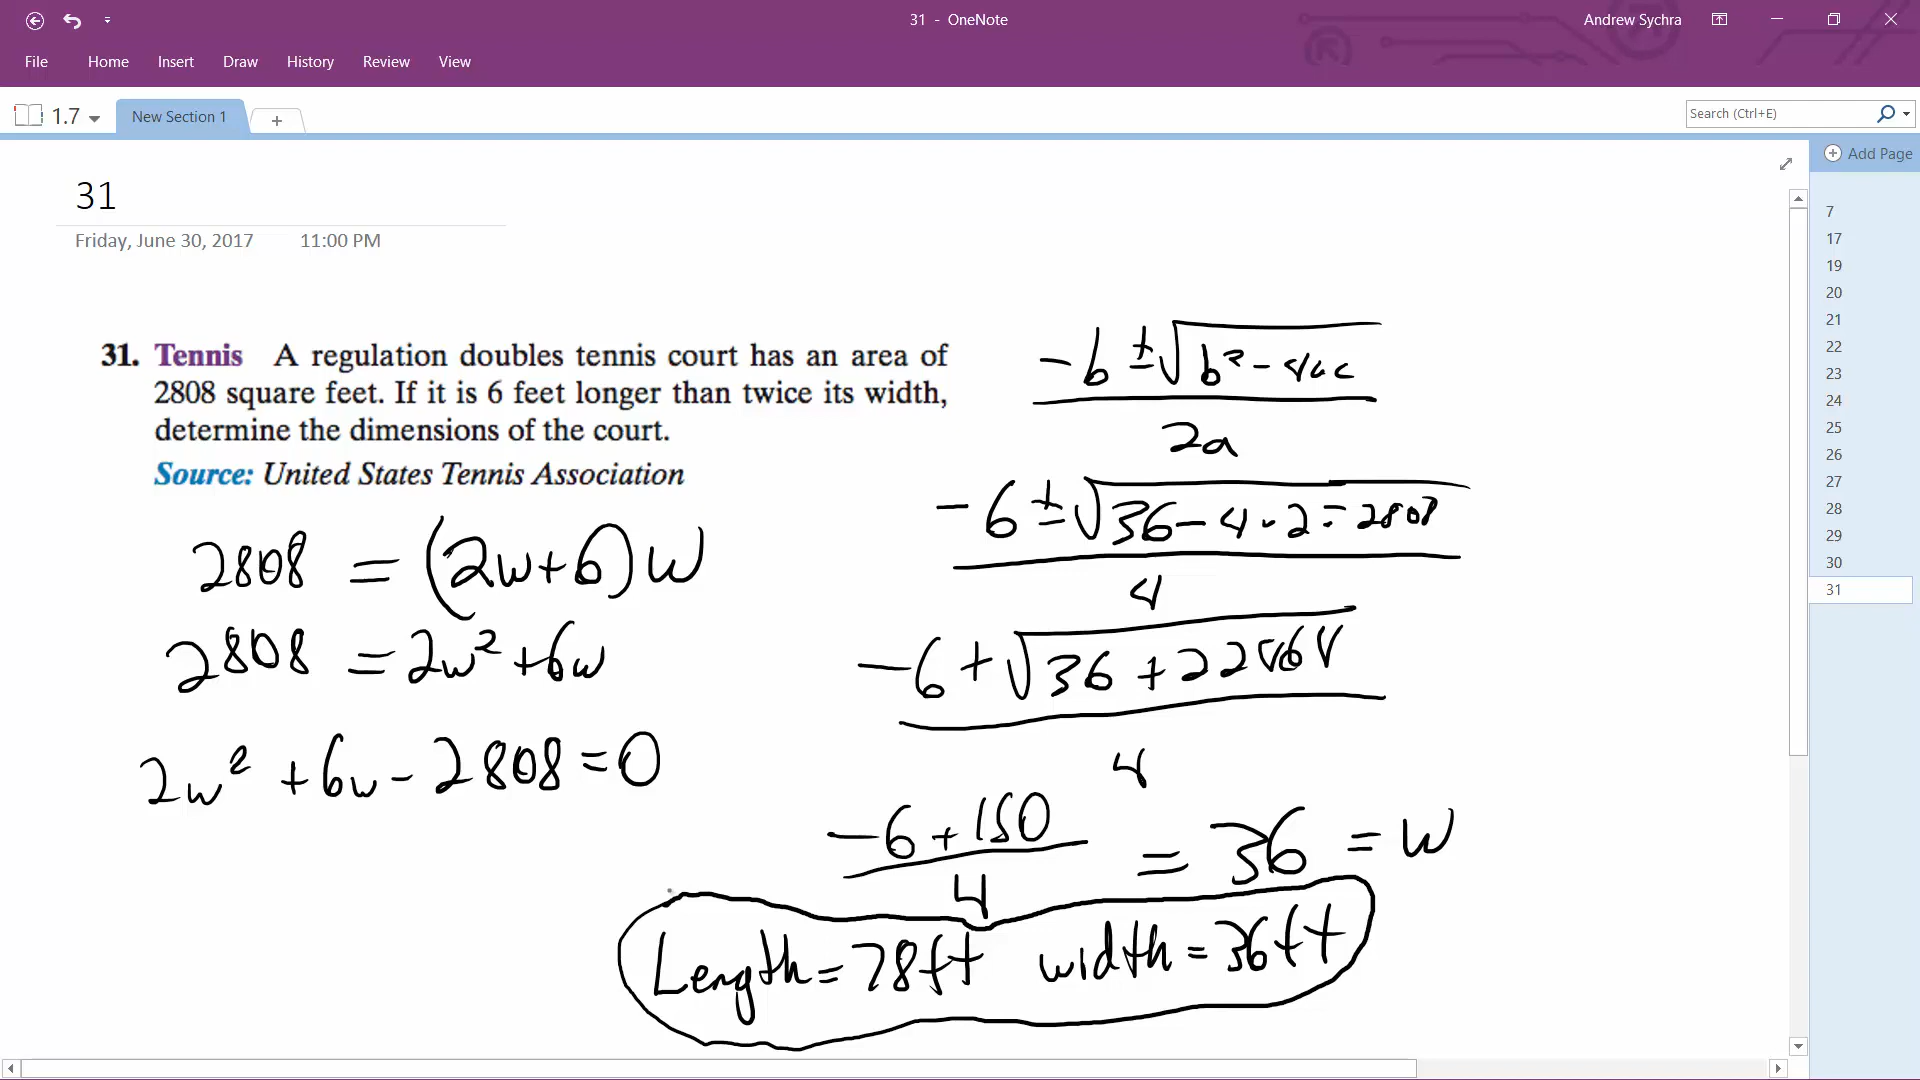 31 - OneNote
Andrew Sychra
File Home Insert Draw History Review View
1.7 New Section 1 +
Search (Ctrl+E)
Add Page
31
Friday, June 30, 2017 11:00 PM
7
17
19
20
21
22
23
24
25
26
27
28
29
30
31
31. Tennis A regulation doubles tennis court has an area of
2808 square feet. If it is 6 feet longer than twice its width,
determine the dimensions of the court.
Source: United States Tennis Association
2808 = (2w+6)w
2808 = 2w² + 6w
2w² + 6w - 2808 = 0
-b ± √b² - 4ac
2a
-6 ± √36 - 4 · 2 · -2808
4
-6 + √36 + 22464
4
-6 + 150
4
= 36 = w
Length = 78ft width = 36ft